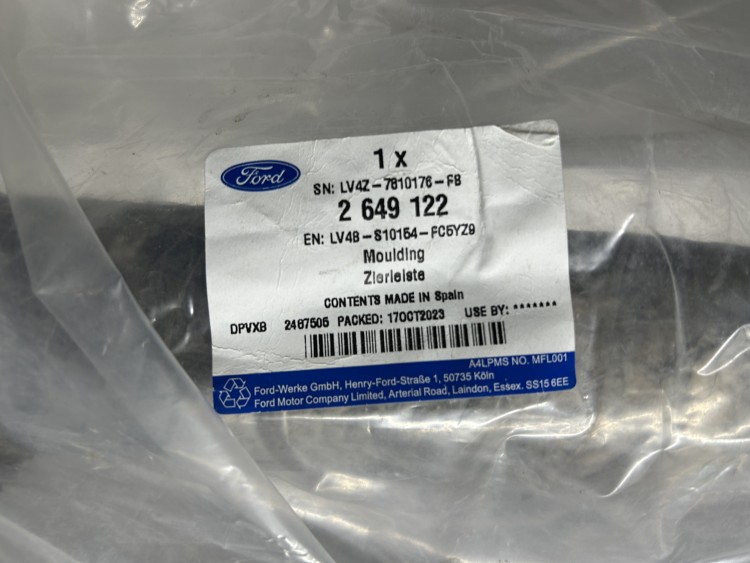 Ford
1 x
SN: LV4Z-7810176-FB
2 649 122
EN: LV4B-S10154-FC5YZ9
Moulding
Zierleiste
CONTENTS MADE IN Spain
DPVXB 2487505 PACKED: 17OCT2023 USE BY: *******
A4LPMS NO. MFL001
Ford-Werke GmbH, Henry-Ford-Straße 1, 50735 Köln
Ford Motor Company Limited, Arterial Road, Laindon, Essex. SS15 6EE